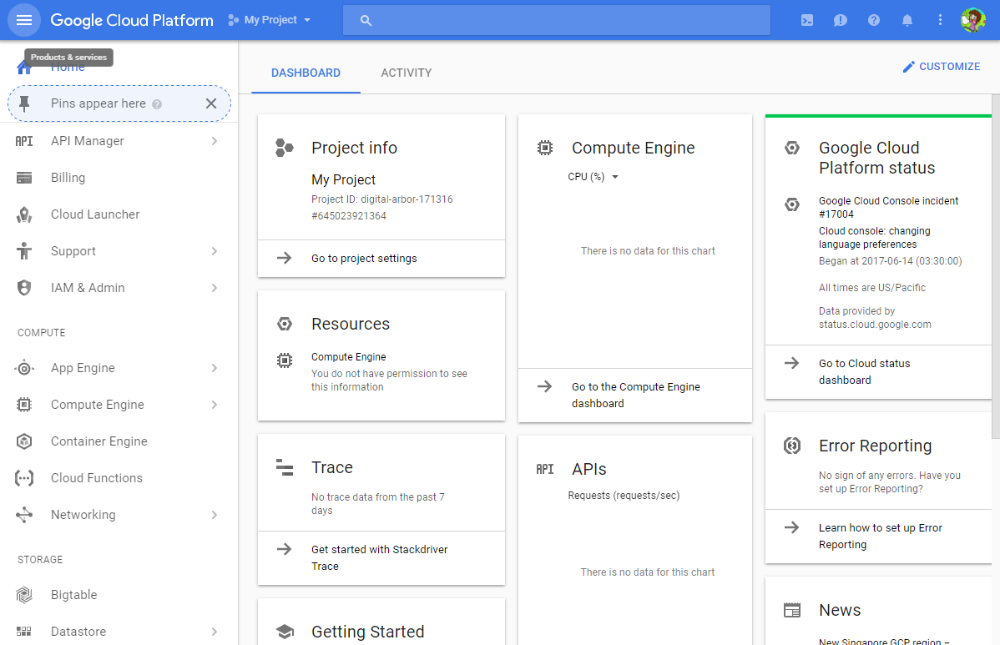 Google Cloud Platform
My Project
Products & services
Home
Pins appear here
API Manager
Billing
Cloud Launcher
Support
IAM & Admin
COMPUTE
App Engine
Compute Engine
Container Engine
Cloud Functions
Networking
STORAGE
Bigtable
Datastore
DASHBOARD
ACTIVITY
CUSTOMIZE
Project info
My Project
Project ID: digital-arbor-171316
#645023921364
Go to project settings
Resources
Compute Engine
You do not have permission to see
this information
Trace
No trace data from the past 7
days
Get started with Stackdriver
Trace
Getting Started
Compute Engine
CPU (%)
There is no data for this chart
Go to the Compute Engine
dashboard
API
APIs
Requests (requests/sec)
There is no data for this chart
Google Cloud
Platform status
Google Cloud Console incident
#17004
Cloud console: changing
language preferences
Began at 2017-06-14 (03:30:00)
All times are US/Pacific
Data provided by
status.cloud.google.com
Go to Cloud status
dashboard
Error Reporting
No sign of any errors. Have you
set up Error Reporting?
Learn how to set up Error
Reporting
News
New Singapore GCP region –